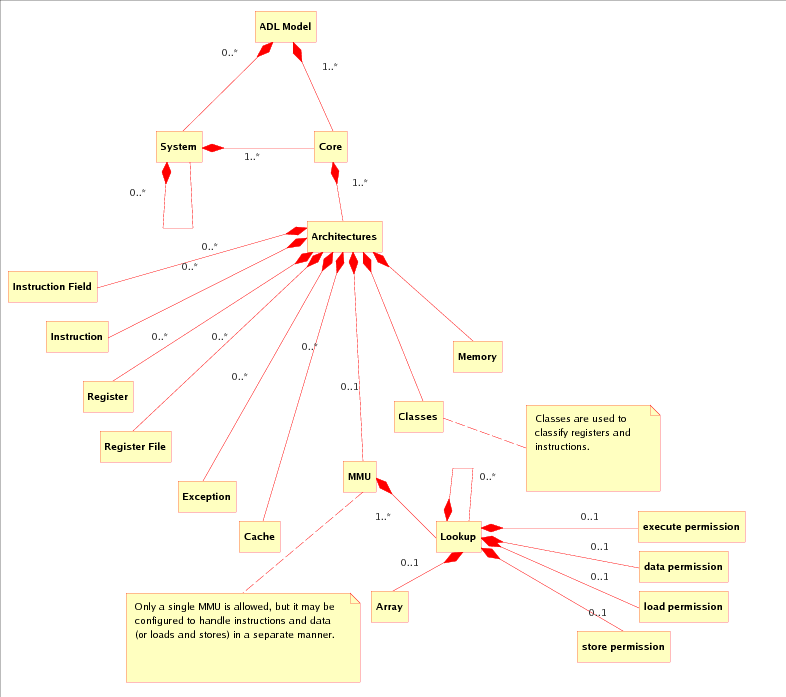 ADL Model
0..*
1..*
System
Core
1..*
0..*
1..*
Architectures
0..*
0..*
Instruction Field
Instruction
0..*
0..*
0..*
Memory
0..*
0..1
Register
Classes
Classes are used to
classify registers and
instructions.
Register File
MMU
0..*
Exception
1..*
Cache
Lookup
0..1
execute permission
0..1
data permission
0..1
0..1
load permission
Array
0..1
store permission
Only a single MMU is allowed, but it may be
configured to handle instructions and data
(or loads and stores) in a separate manner.